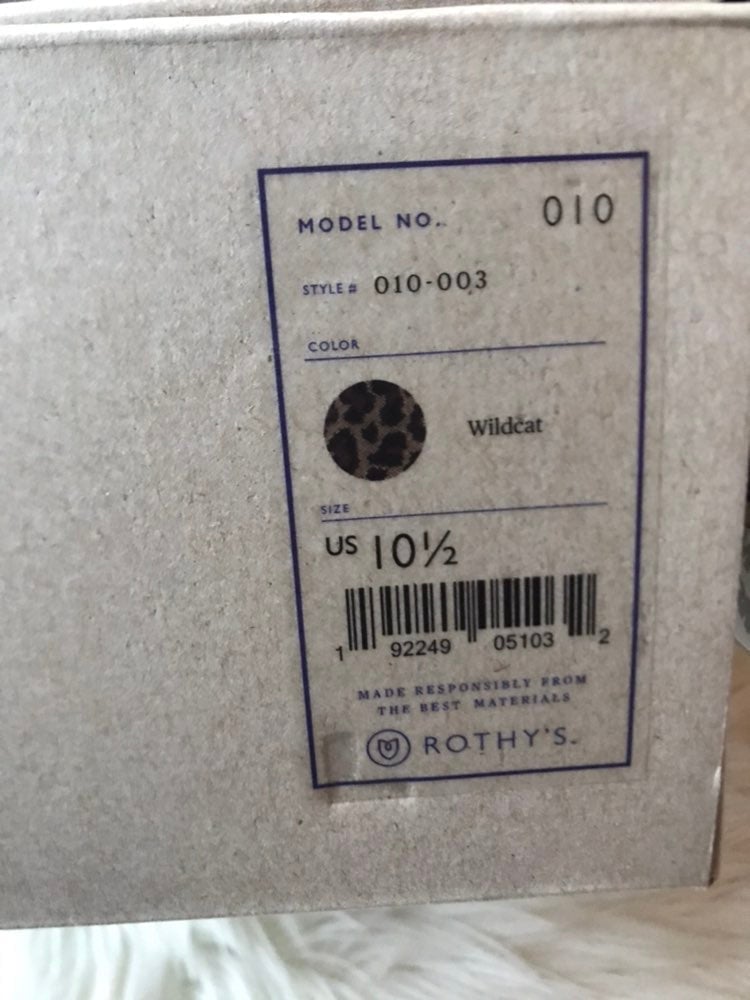 MODEL NO. 010
STYLE # 010-003
COLOR
Wildcat
SIZE
US 10½
1 92249 05103 2
MADE RESPONSIBLY FROM
THE BEST MATERIALS
ROTHY'S